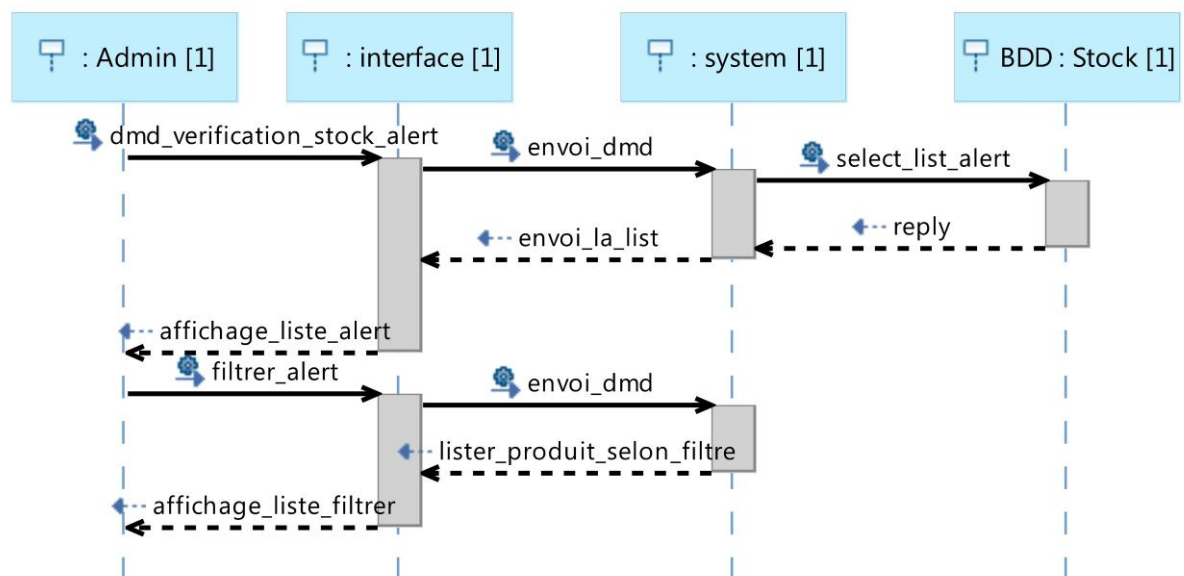 : Admin [1]
: interface [1]
: system [1]
BDD : Stock [1]
dmd_verification_stock_alert
envoi_dmd
select_list_alert
reply
envoi_la_list
affichage_liste_alert
filtrer_alert
envoi_dmd
lister_produit_selon_filtre
affichage_liste_filtrer